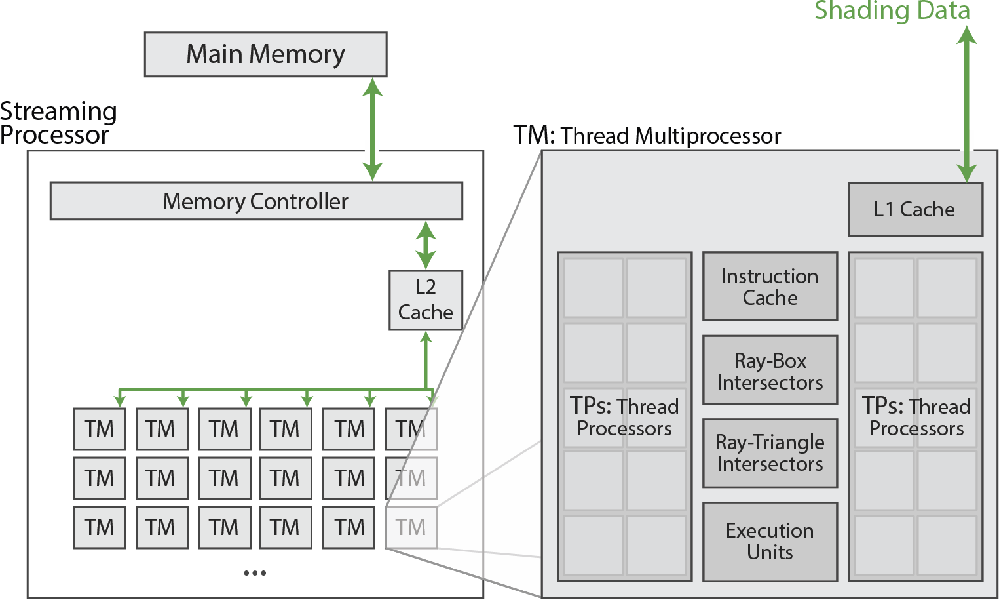 Shading Data
Main Memory
Streaming
Processor
TM: Thread Multiprocessor
Memory Controller
L2
Cache
TM TM TM TM TM TM
TM TM TM TM TM TM
TM TM TM TM TM TM
...
L1 Cache
Instruction
Cache
Ray-Box
Intersectors
TPs: Thread
Processors
Ray-Triangle
Intersectors
TPs: Thread
Processors
Execution
Units